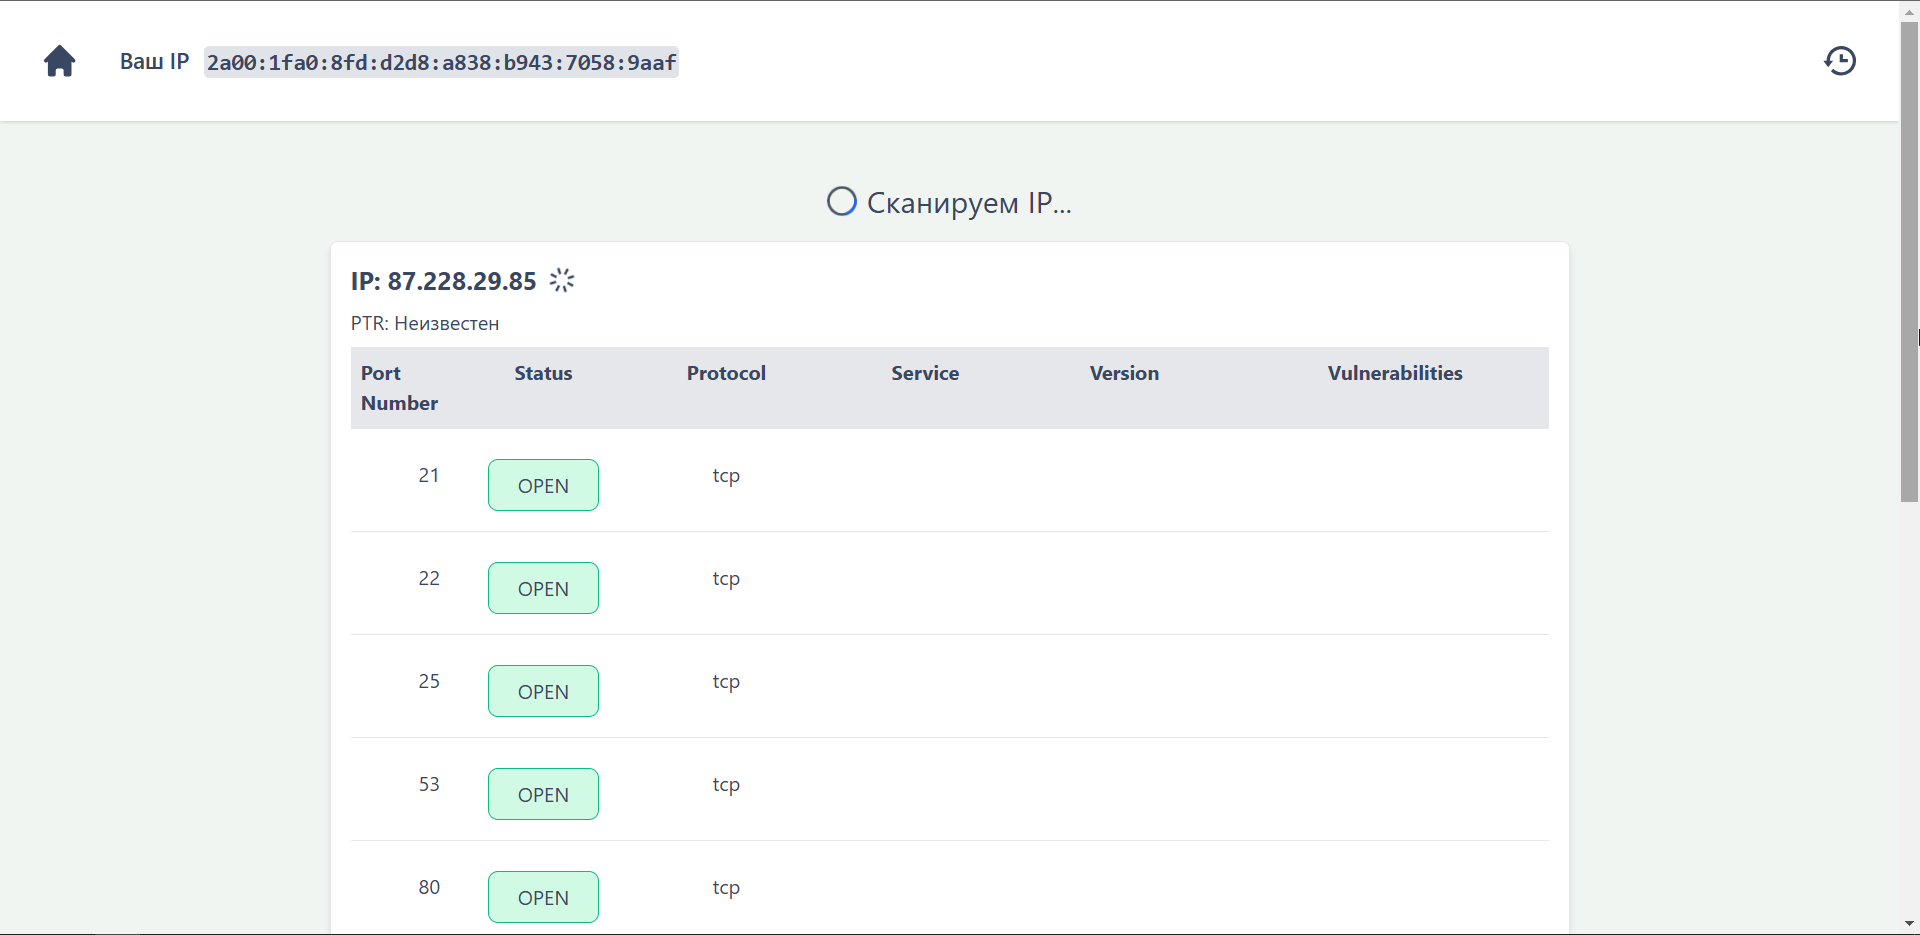 Ваш IP 2a00:1fa0:8fd:d2d8:a838:b943:7058:9aaf
Сканируем IP...
IP: 87.228.29.85
PTR: Неизвестен
Port Number Status Protocol Service Version Vulnerabilities
21 OPEN tcp
22 OPEN tcp
25 OPEN tcp
53 OPEN tcp
80 OPEN tcp